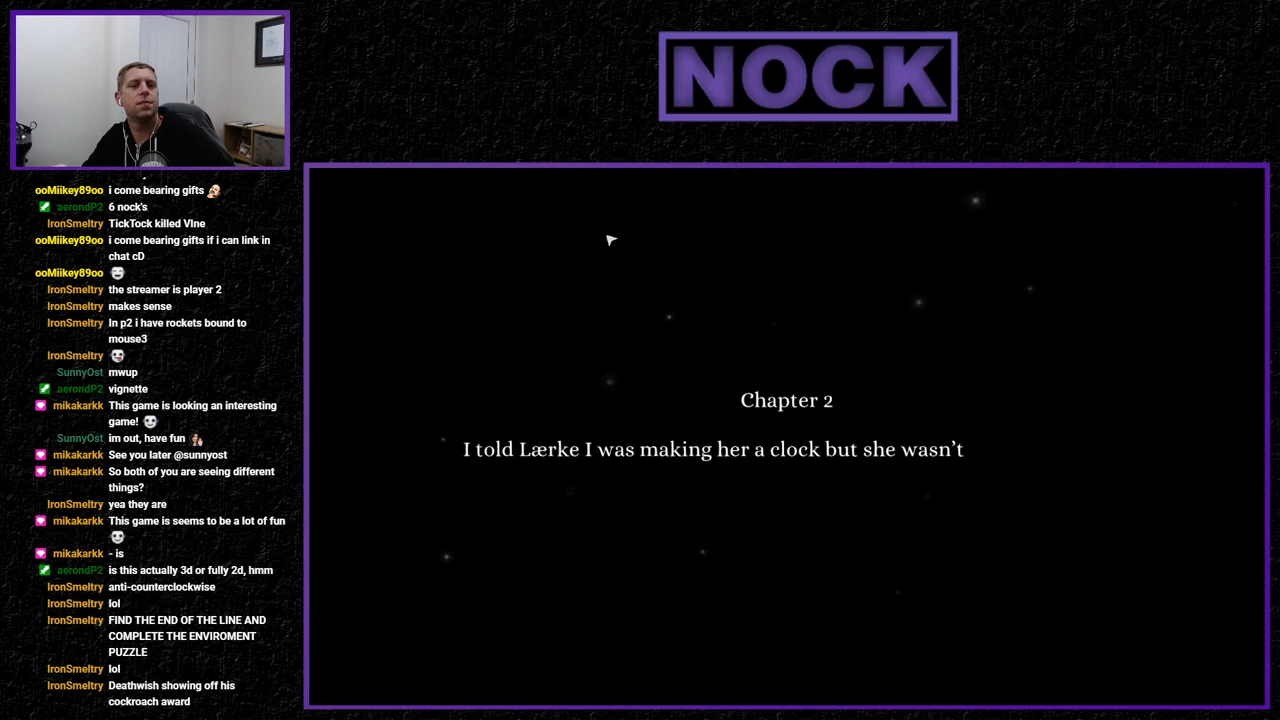 NOCK
ooMiikey89oo i come bearing gifts
aerondP2 6 nock's
IronSmeltry TickTock killed VIne
ooMiikey89oo i come bearing gifts if i can link in
chat cD
ooMiikey89oo
IronSmeltry the streamer is player 2
IronSmeltry makes sense
IronSmeltry In p2 i have rockets bound to
mouse3
IronSmeltry
SunnyOst mwup
aerondP2 vignette
mikakarkk This game is looking an interesting
game!
SunnyOst im out, have fun
mikakarkk See you later @sunnyost
mikakarkk So both of you are seeing different
things?
IronSmeltry yea they are
mikakarkk This game is seems to be a lot of fun
mikakarkk - is
aerondP2 is this actually 3d or fully 2d, hmm
IronSmeltry anti-counterclockwise
IronSmeltry lol
IronSmeltry FIND THE END OF THE LINE AND
COMPLETE THE ENVIROMENT
PUZZLE
IronSmeltry lol
IronSmeltry Deathwish showing off his
cockroach award
Chapter 2
I told Lærke I was making her a clock but she wasn't